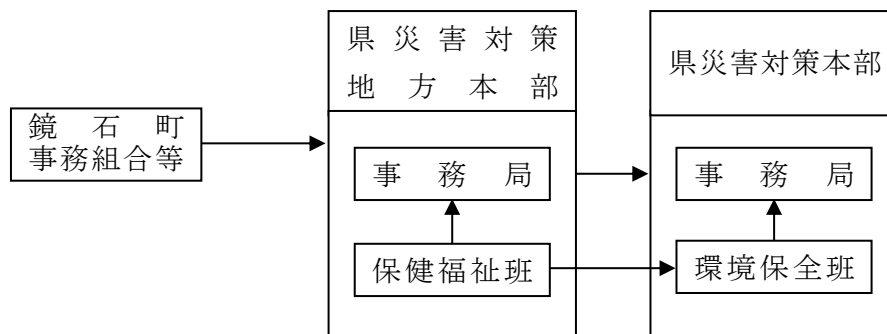 鏡石町
事務組合等
県災害対策
地方本部
事務局
保健福祉班
県災害対策本部
事務局
環境保全班